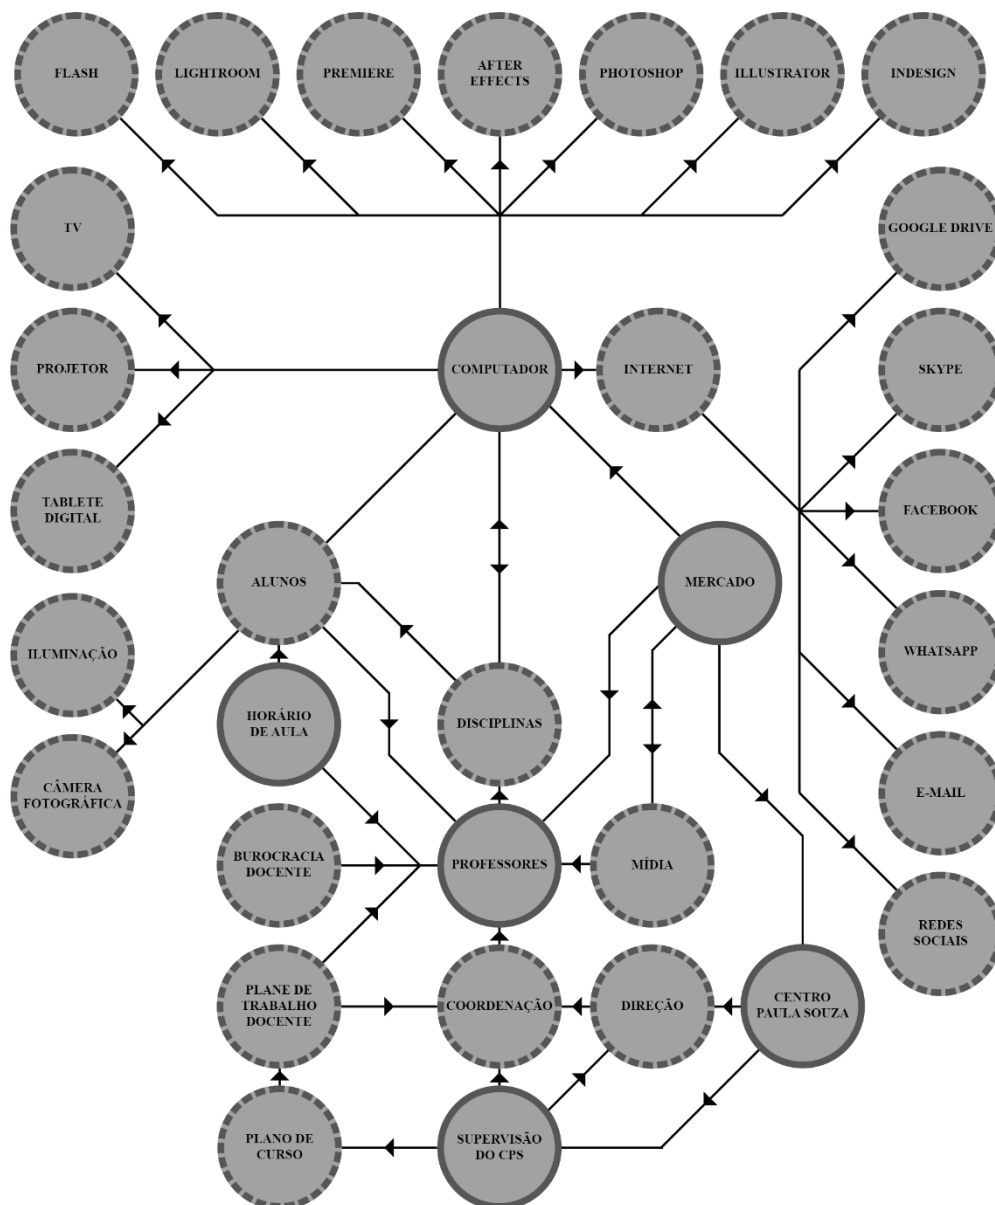 FLASH
LIGHTROOM
PREMIERE
AFTER
EFFECTS
PHOTOSHOP
ILLUSTRATOR
INDESIGN
TV
GOOGLE DRIVE
PROJETOR
COMPUTADOR
INTERNET
SKYPE
TABLETE
DIGITAL
FACEBOOK
ALUNOS
MERCADO
ILUMINAÇÃO
WHATSAPP
HORÁRIO
DE AULA
DISCIPLINAS
CÂMERA
FOTOGRÁFICA
E-MAIL
BUROCRACIA
DOCENTE
PROFESSORES
MÍDIA
REDES
SOCIAIS
PLANE DE
TRABALHO
DOCENTE
COORDENAÇÃO
DIREÇÃO
CENTRO
PAULA SOUZA
PLANO DE
CURSO
SUPERVISÃO
DO CPS